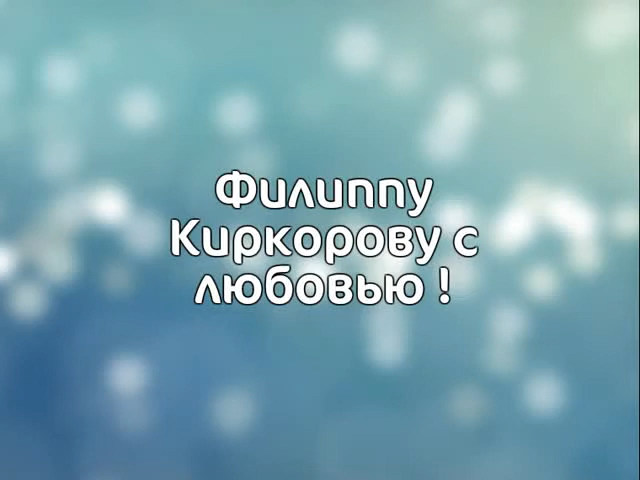 Филиппу
Киркорову с
любовью !